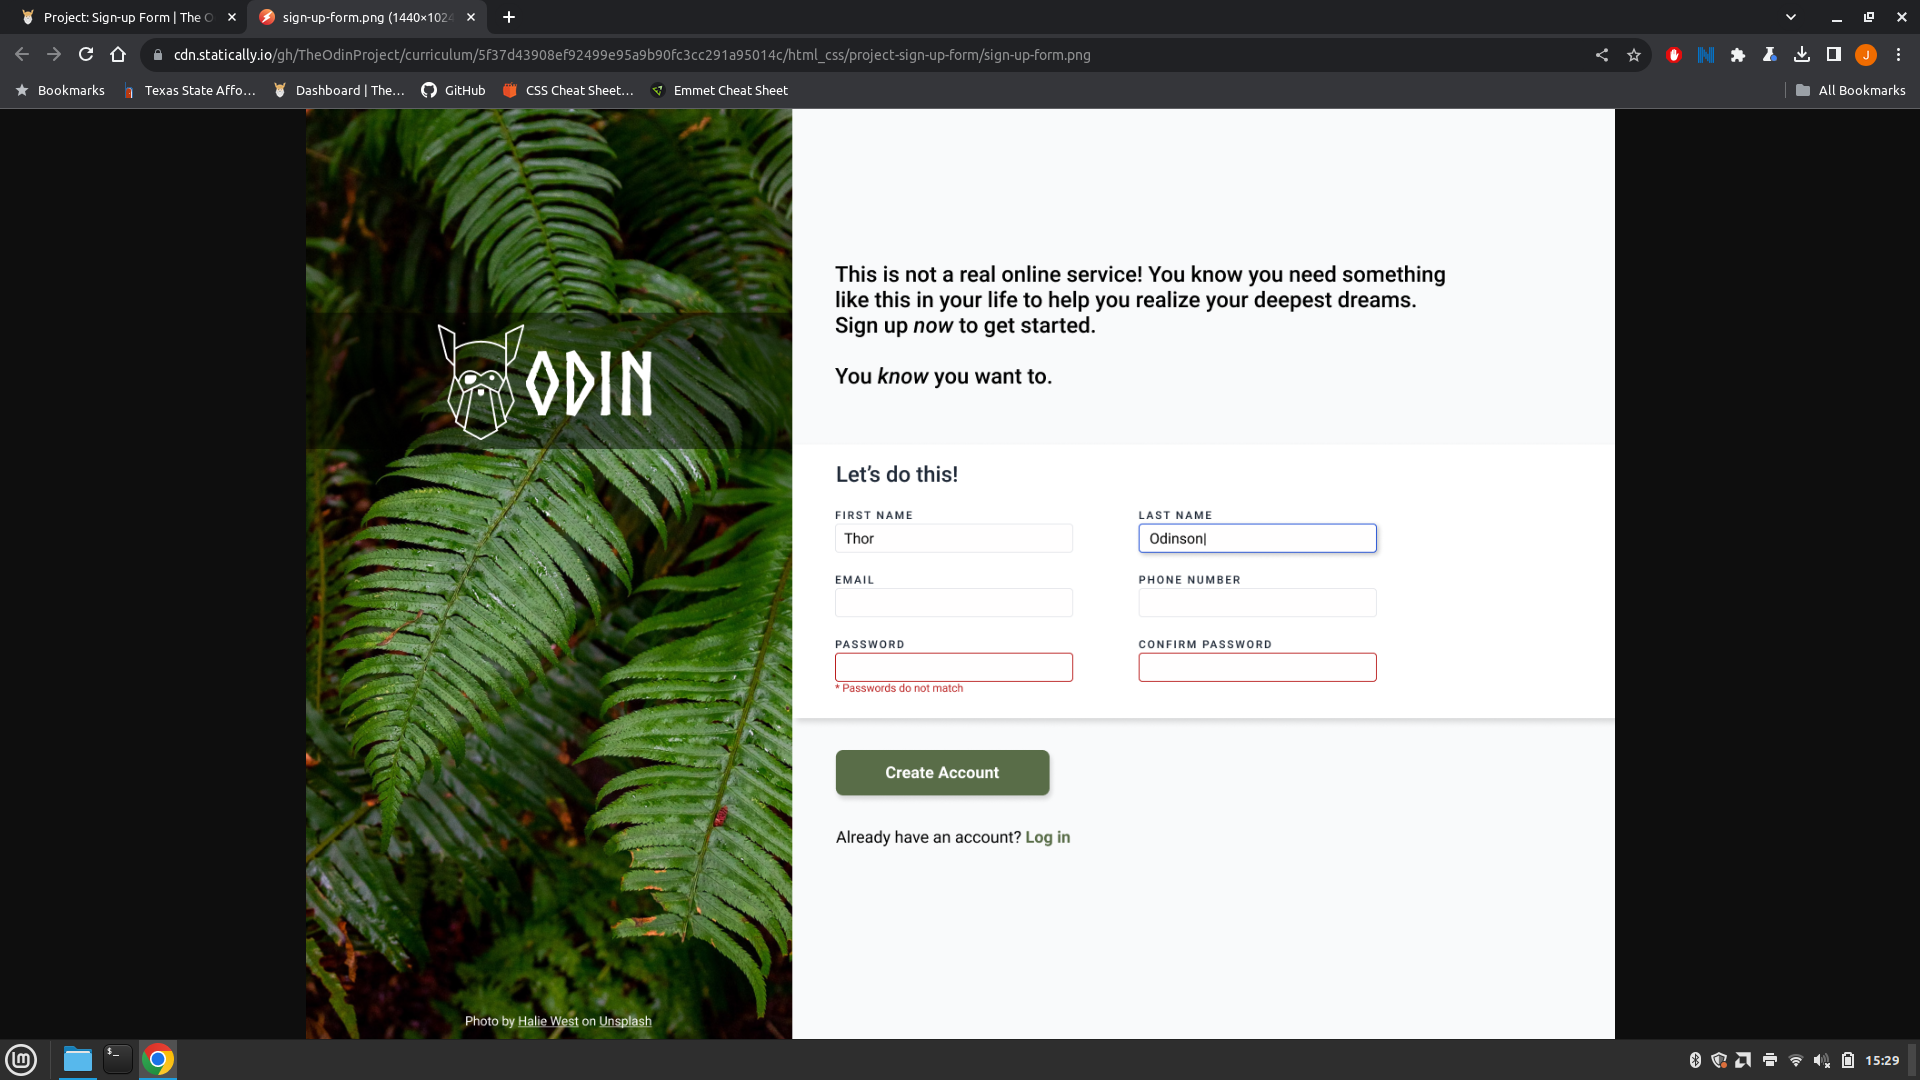 Project: Sign-up Form | The O
sign-up-form.png (1440×1024
cdn.statically.io/gh/TheOdinProject/curriculum/5f37d43908ef92499e95a9b90fc3cc291a95014c/html_css/project-sign-up-form/sign-up-form.png
J
Bookmarks
Texas State Affo...
Dashboard | The...
GitHub
CSS Cheat Sheet...
Emmet Cheat Sheet
All Bookmarks
ODIN
This is not a real online service! You know you need something
like this in your life to help you realize your deepest dreams.
Sign up now to get started.
You know you want to.
Let's do this!
FIRST NAME
LAST NAME
Thor
Odinson
EMAIL
PHONE NUMBER
PASSWORD
CONFIRM PASSWORD
* Passwords do not match
Create Account
Already have an account? Log in
Photo by Halie West on Unsplash
15:29